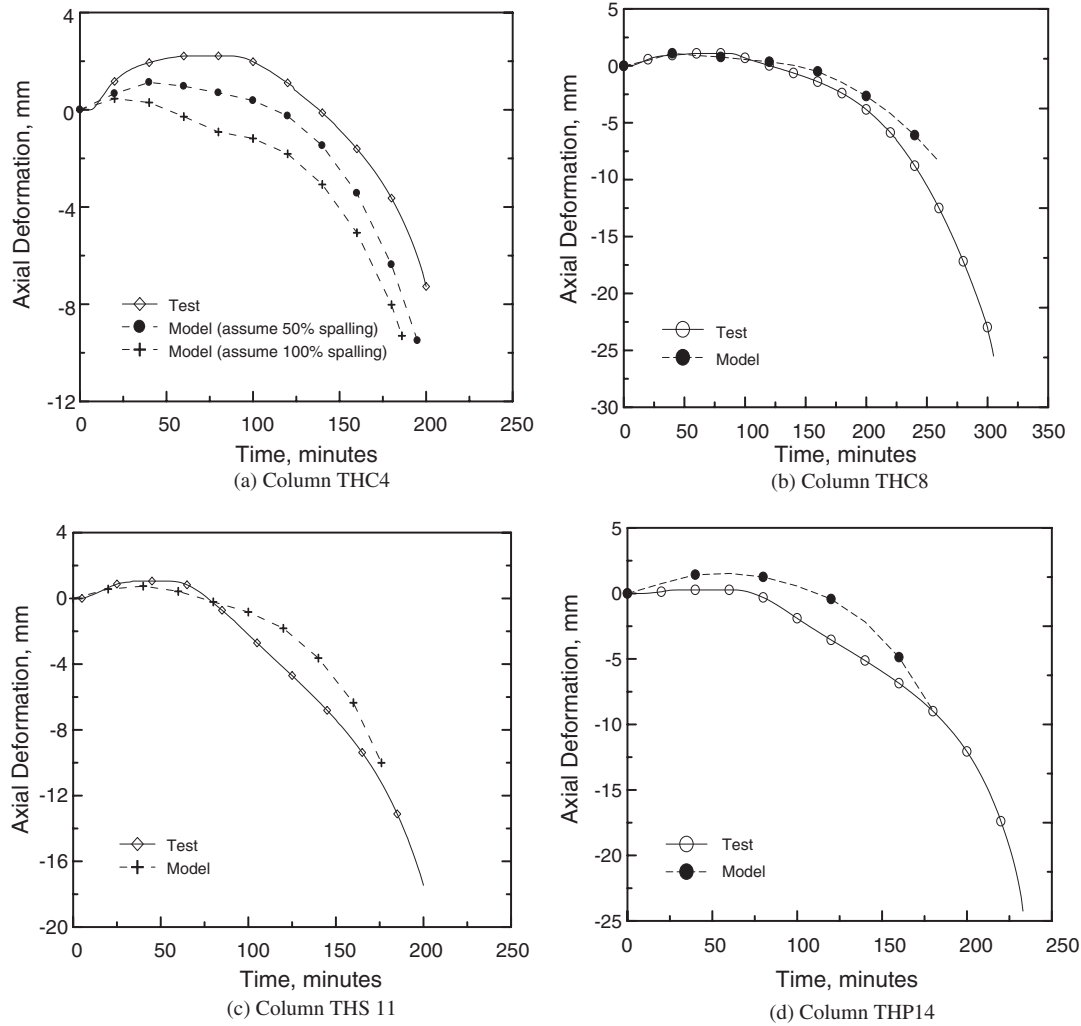 4
0
-4
-8
-12
Axial Deformation, mm
Test
Model (assume 50% spalling)
Model (assume 100% spalling)
0 50 100 150 200 250
Time, minutes
(a) Column THC4
5
0
-5
-10
-15
-20
-25
-30
Axial Deformation, mm
Test
Model
0 50 100 150 200 250 300 350
Time, minutes
(b) Column THC8
4
0
-4
-8
-12
-16
-20
Axial Deformation, mm
Test
Model
0 50 100 150 200 250
Time, minutes
(c) Column THS 11
5
0
-5
-10
-15
-20
-25
Axial Deformation, mm
Test
Model
0 50 100 150 200 250
Time, minutes
(d) Column THP14